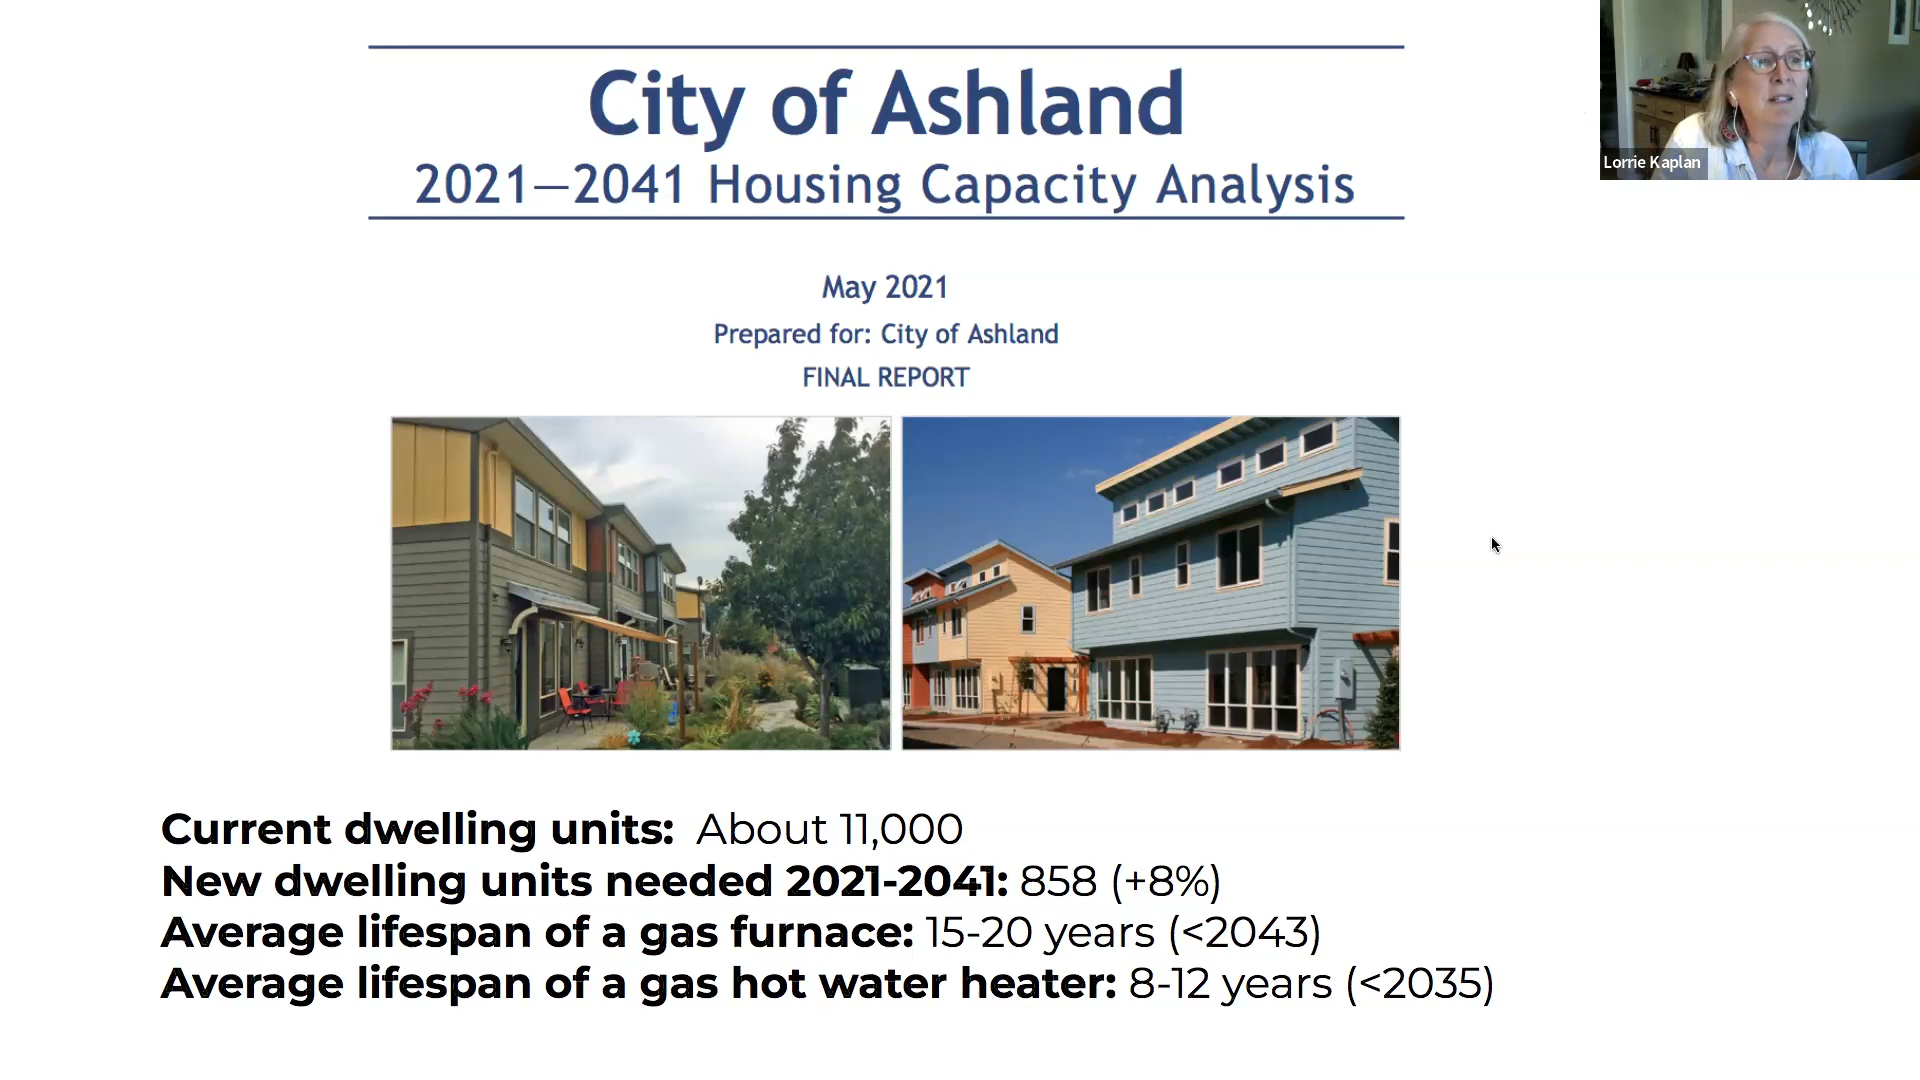 City of Ashland
2021—2041 Housing Capacity Analysis
Lorrie Kaplan
May 2021
Prepared for: City of Ashland
FINAL REPORT
Current dwelling units: About 11,000
New dwelling units needed 2021-2041: 858 (+8%)
Average lifespan of a gas furnace: 15-20 years (<2043)
Average lifespan of a gas hot water heater: 8-12 years (<2035)